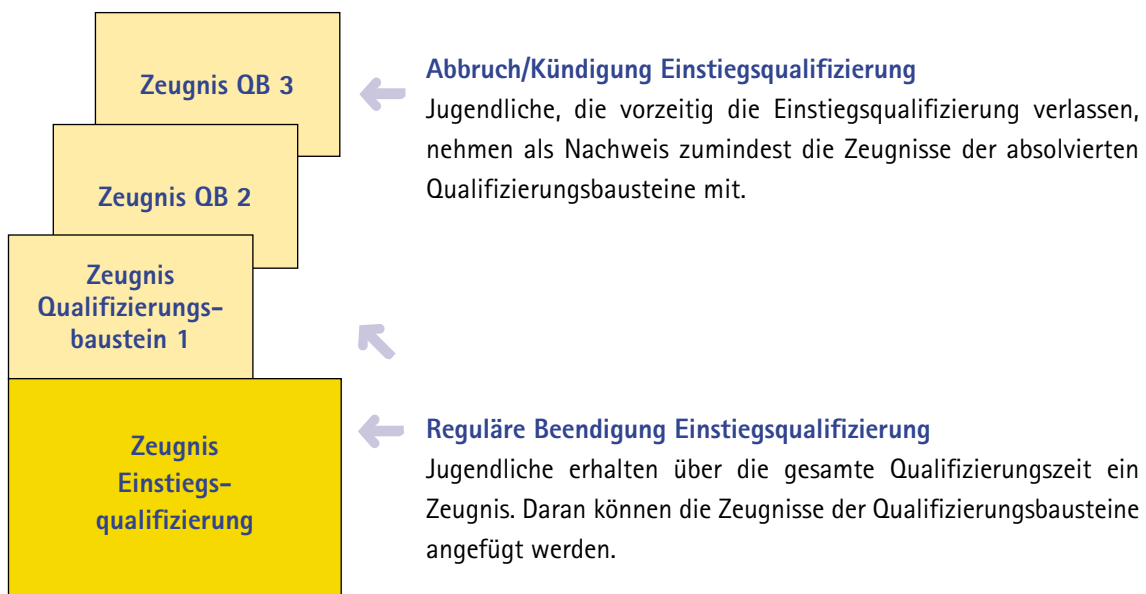 Zeugnis QB 3
Zeugnis QB 2
Zeugnis
Qualifizierungs-
baustein 1
Zeugnis
Einstiegs-
qualifizierung
Abbruch/Kündigung Einstiegsqualifizierung
Jugendliche, die vorzeitig die Einstiegsqualifizierung verlassen,
nehmen als Nachweis zumindest die Zeugnisse der absolvierten
Qualifizierungsbausteine mit.
Reguläre Beendigung Einstiegsqualifizierung
Jugendliche erhalten über die gesamte Qualifizierungszeit ein
Zeugnis. Daran können die Zeugnisse der Qualifizierungsbausteine
angefügt werden.